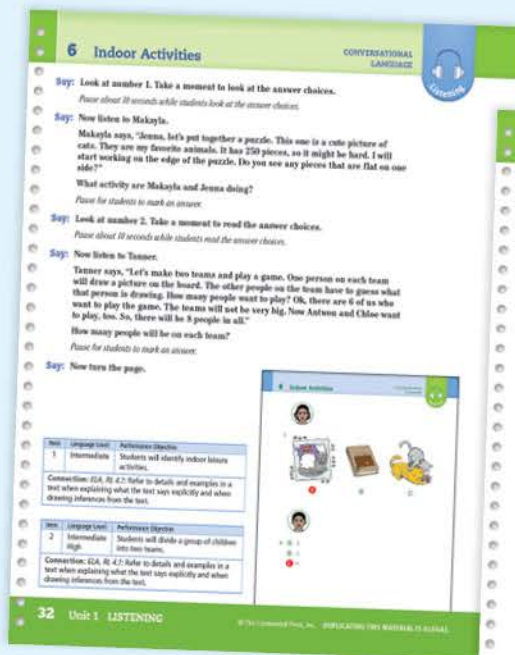 6 Indoor Activities
CONVERSATIONAL
LANGUAGE
Listening
Say: Look at number 1. Take a moment to look at the answer choices.
Pause about 10 seconds while students look at the answer choices.
Say: Now listen to Makayla.
Makayla says, "Jenna, let's put together a puzzle. This one is a cute picture of
cats. They are my favorite animals. It has 250 pieces, so it might be hard. I will
start working on the edge of the puzzle. Do you see any pieces that are flat on one
side?"
What activity are Makayla and Jenna doing?
Pause for students to mark an answer.
Say: Look at number 2. Take a moment to read the answer choices.
Pause about 10 seconds while students read the answer choices.
Say: Now listen to Tanner.
Tanner says, "Let's make two teams and play a game. One person on each team
will draw a picture on the board. The other people on the team have to guess what
that person is drawing. How many people want to play? Ok, there are 6 of us who
want to play the game. The teams will not be very big. Now Antwon and Chloe want
to play, too. So, there will be 8 people in all."
How many people will be on each team?
Pause for students to mark an answer.
Say: Now turn the page.
Item Language Level Performance Objective
1 Intermediate Students will identify indoor leisure
activities.
Connection: ELA, RL 4.1: Refer to details and examples in a
text when explaining what the text says explicitly and when
drawing inferences from the text.
Item Language Level Performance Objective
2 Intermediate
High Students will divide a group of children
into two teams.
Connection: ELA, RL 4.1: Refer to details and examples in a
text when explaining what the text says explicitly and when
drawing inferences from the text.
6 Indoor Activities
32 Unit 1 LISTENING
© The Continental Press, Inc. DUPLICATING THIS MATERIAL IS ILLEGAL.